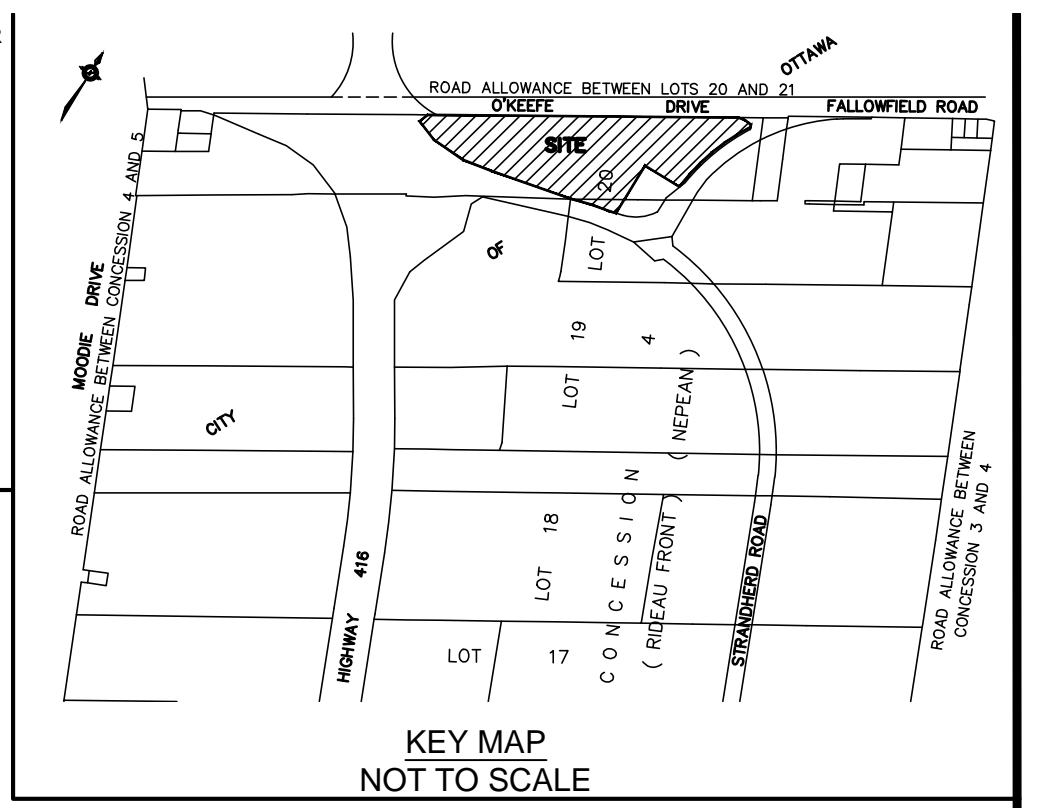 OTTAWA
ROAD ALLOWANCE BETWEEN LOTS 20 AND 21
O'KEEFE DRIVE
FALLOWFIELD ROAD
SITE
20
LOT
OF
MOODIE DRIVE
ROAD ALLOWANCE BETWEEN CONCESSION 4 AND 5
19
LOT
4
( NEPEAN )
CITY
18
LOT
CONCESSION
( RIDEAU FRONT )
HIGHWAY 416
STRANDHERD ROAD
ROAD ALLOWANCE BETWEEN
CONCESSION 3 AND 4
LOT 17
KEY MAP
NOT TO SCALE